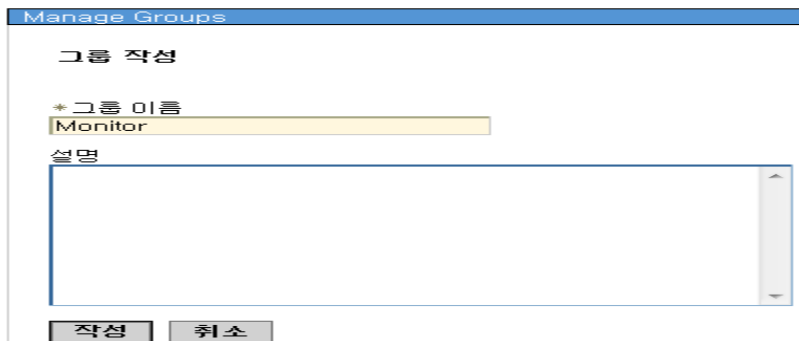 Manage Groups
그룹 작성
*그룹 이름
Monitor
설명
작성 취소